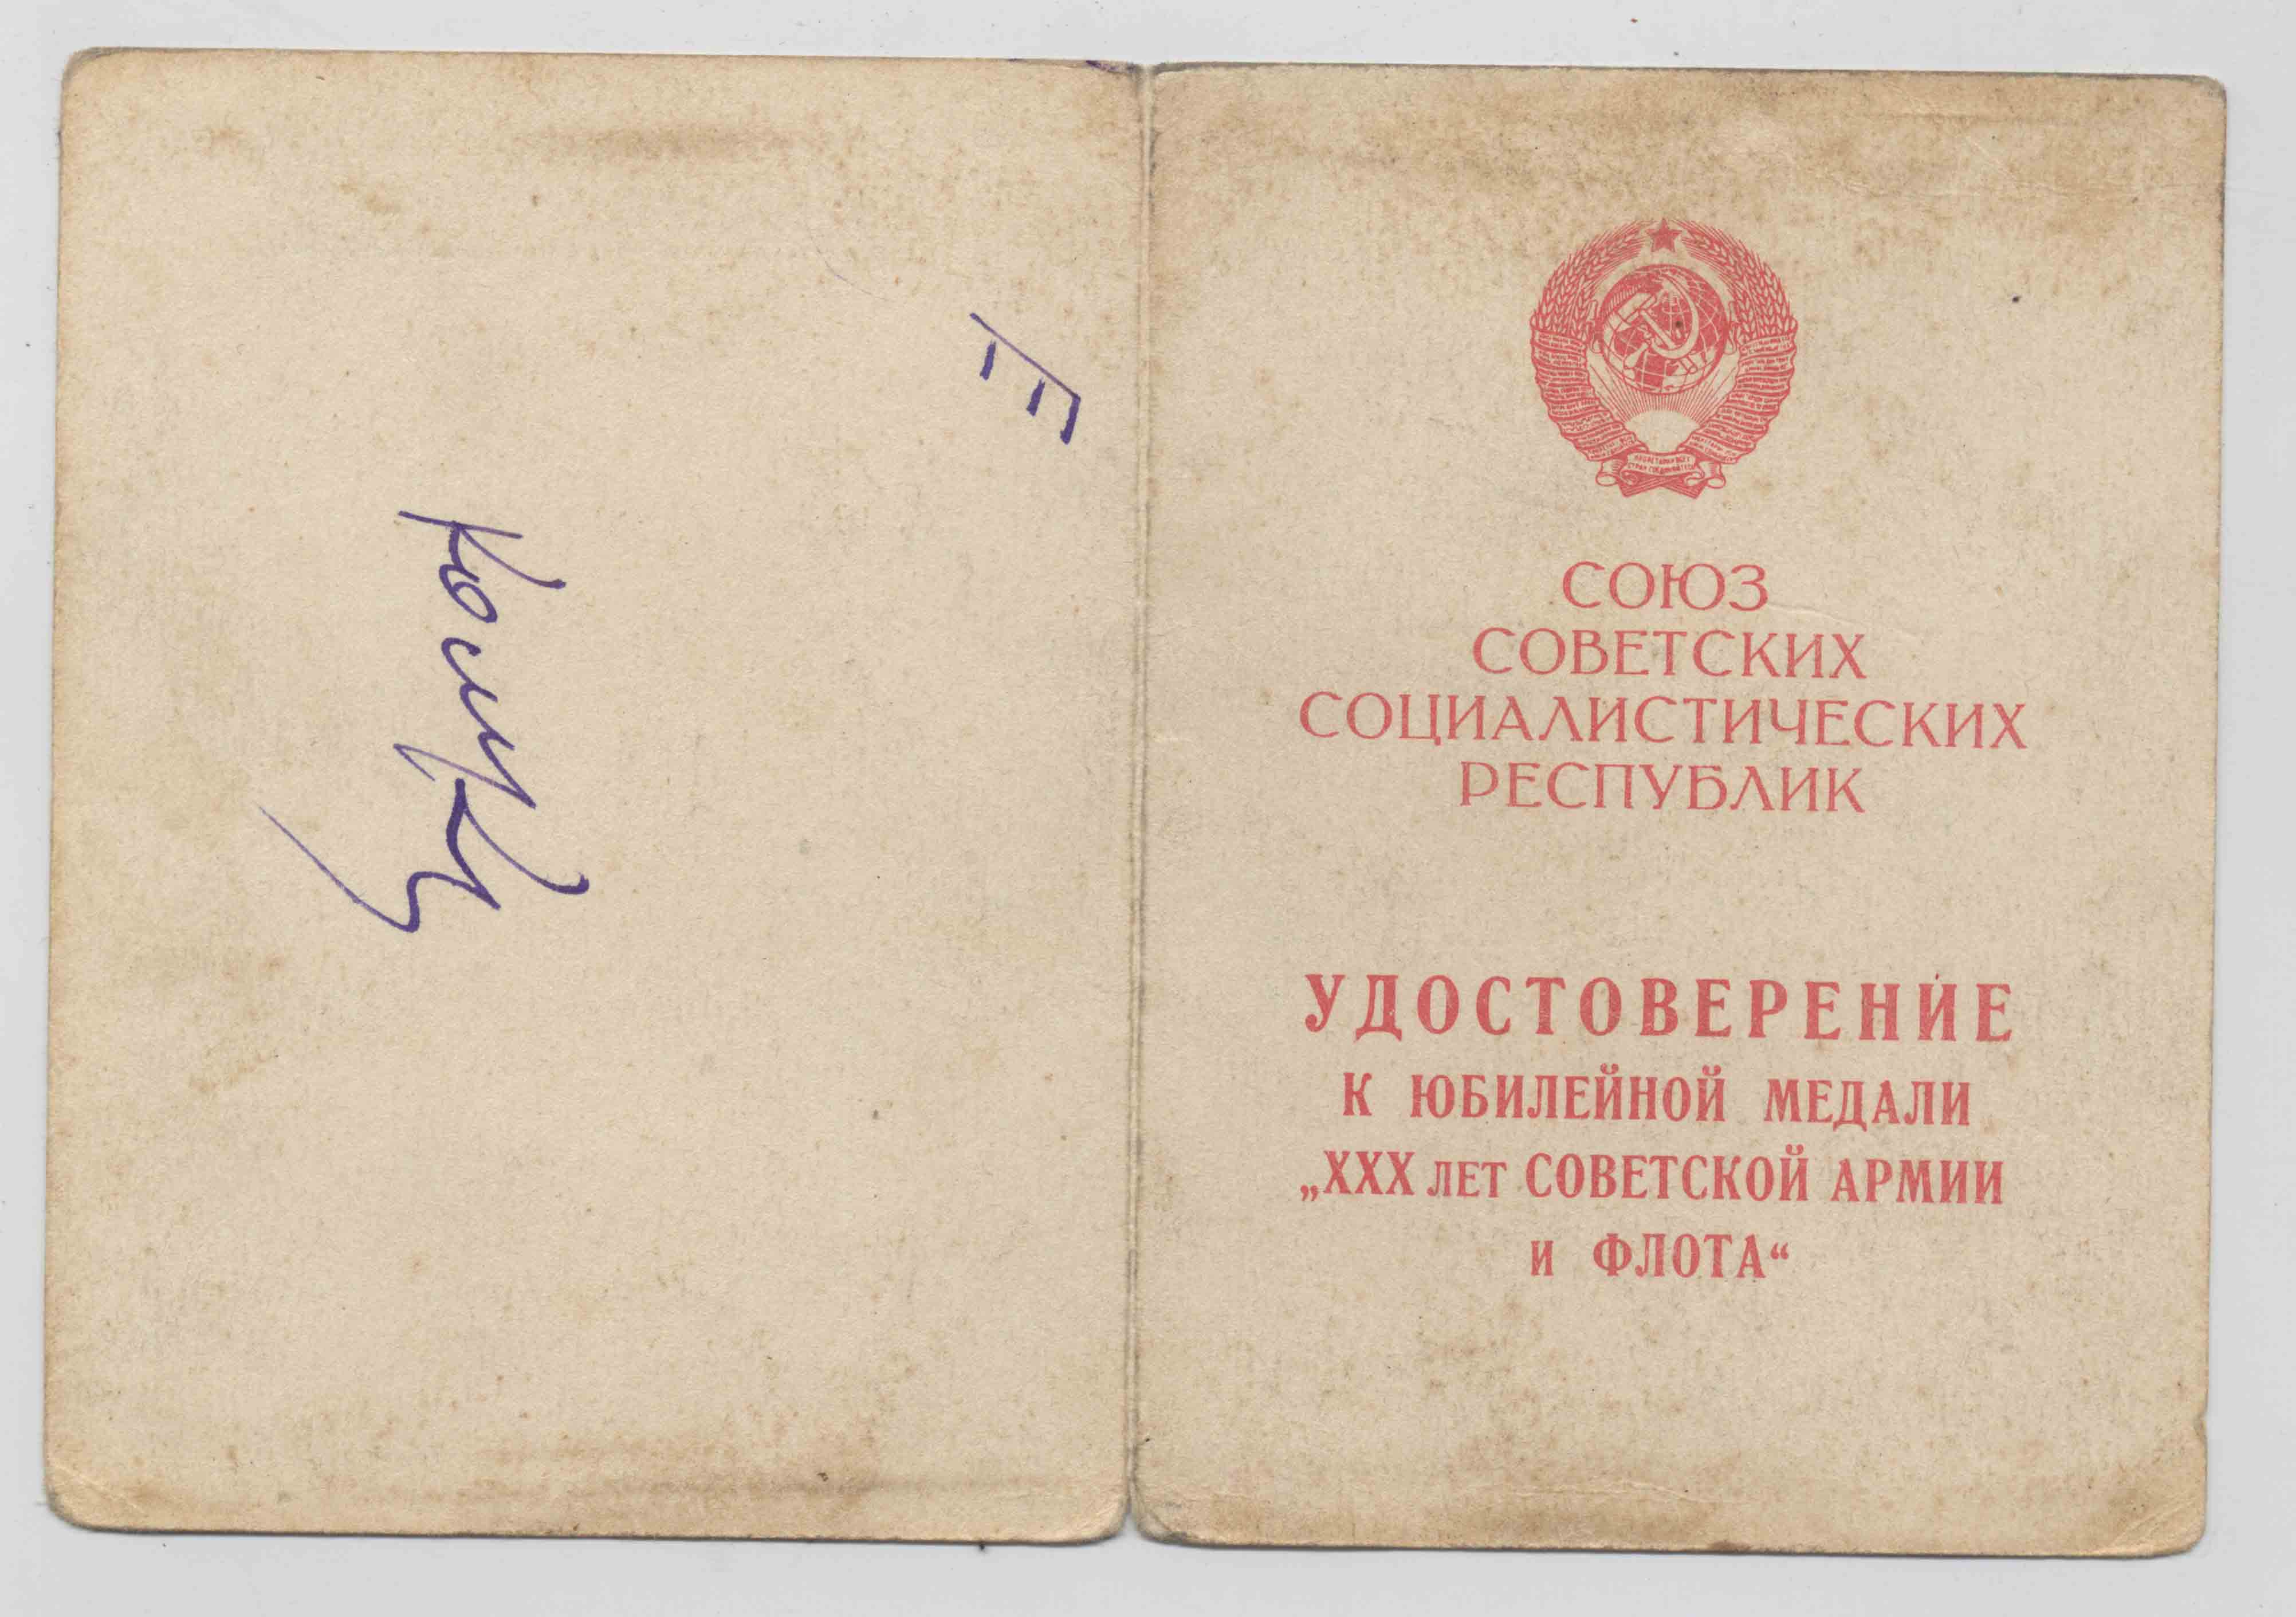 СОЮЗ
СОВЕТСКИХ
СОЦИАЛИСТИЧЕСКИХ
РЕСПУБЛИК
УДОСТОВЕРЕНИЕ
К ЮБИЛЕЙНОЙ МЕДАЛИ
„XXX ЛЕТ СОВЕТСКОЙ АРМИИ
И ФЛОТА“